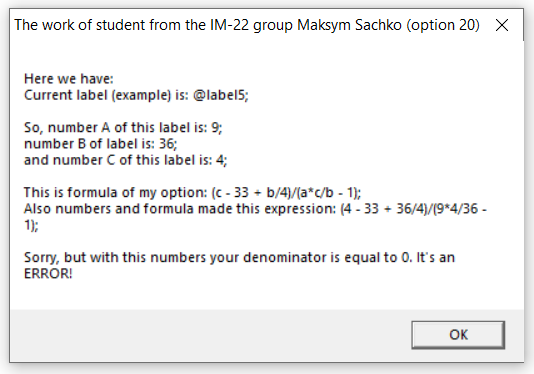 The work of student from the IM-22 group Maksym Sachko (option 20)
Here we have:
Current label (example) is: @label5;
So, number A of this label is: 9;
number B of label is: 36;
and number C of this label is: 4;
This is formula of my option: (c - 33 + b/4)/(a*c/b - 1);
Also numbers and formula made this expression: (4 - 33 + 36/4)/(9*4/36 -
1);
Sorry, but with this numbers your denominator is equal to 0. It's an
ERROR!
OK